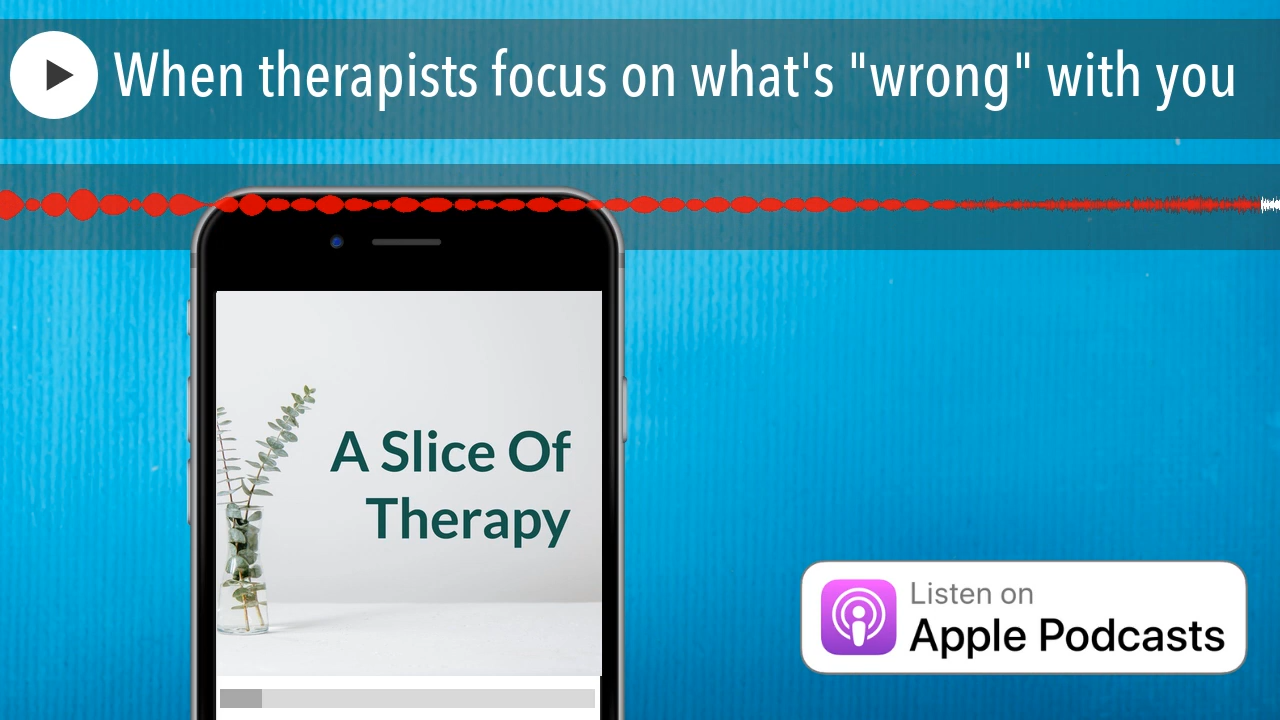 When therapists focus on what's "wrong" with you
A Slice Of
Therapy
Listen on
Apple Podcasts